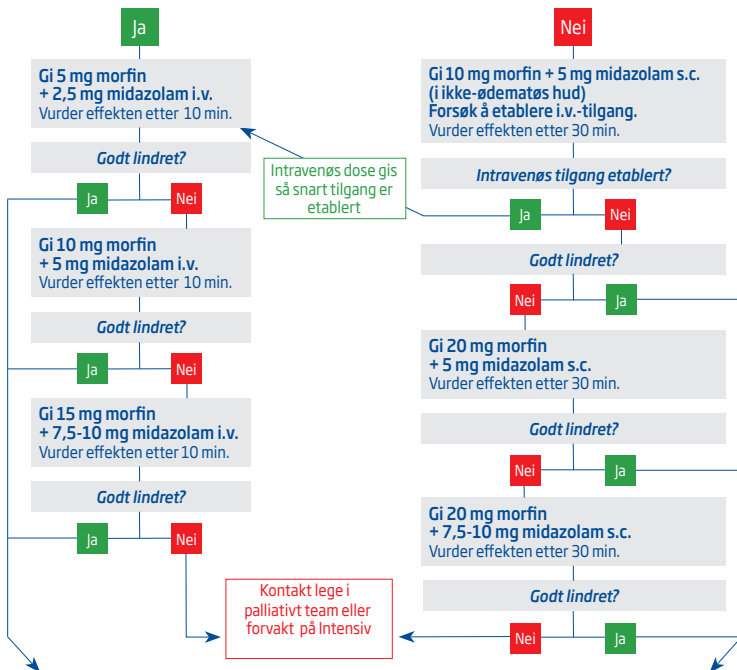 Ja
Gi 5 mg morfin
+ 2,5 mg midazolam i.v.
Vurder effekten etter 10 min.
Godt lindret?
Ja
Nei
Gi 10 mg morfin
+ 5 mg midazolam i.v.
Vurder effekten etter 10 min.
Godt lindret?
Ja
Nei
Gi 15 mg morfin
+ 7,5-10 mg midazolam i.v.
Vurder effekten etter 10 min.
Godt lindret?
Ja
Nei
Intravenøs dose gis
så snart tilgang er
etablert
Kontakt lege i
palliativt team eller
forvakt på Intensiv
Nei
Gi 10 mg morfin + 5 mg midazolam s.c.
(i ikke-ødematøs hud)
Forsøk å etablere i.v.-tilgang.
Vurder effekten etter 30 min.
Intravenøs tilgang etablert?
Ja
Nei
Godt lindret?
Nei
Ja
Gi 20 mg morfin
+ 5 mg midazolam s.c.
Vurder effekten etter 30 min.
Godt lindret?
Nei
Ja
Gi 20 mg morfin
+ 7,5-10 mg midazolam s.c.
Vurder effekten etter 30 min.
Godt lindret?
Nei
Ja